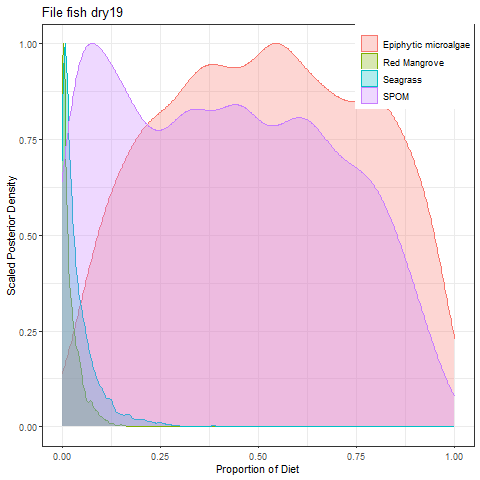 File fish dry19
Epiphytic microalgae
Red Mangrove
Seagrass
SPOM
Scaled Posterior Density
1.00
0.75
0.50
0.25
0.00
0.00 0.25 0.50 0.75 1.00
Proportion of Diet